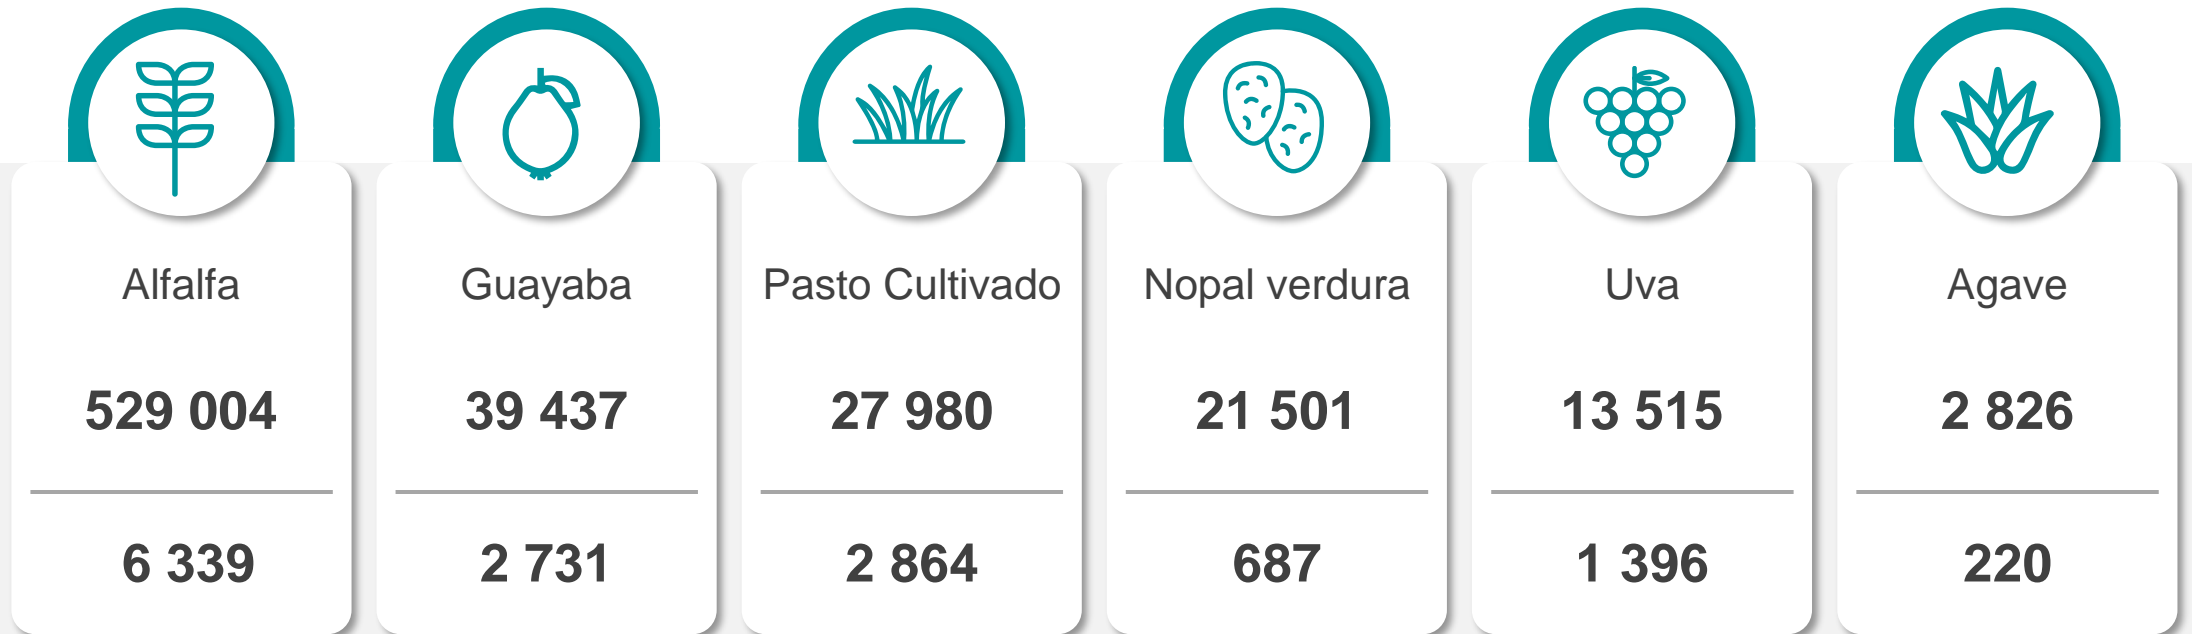 Alfalfa
529 004
6 339
Guayaba
39 437
2 731
Pasto Cultivado
27 980
2 864
Nopal verdura
21 501
687
Uva
13 515
1 396
Agave
2 826
220